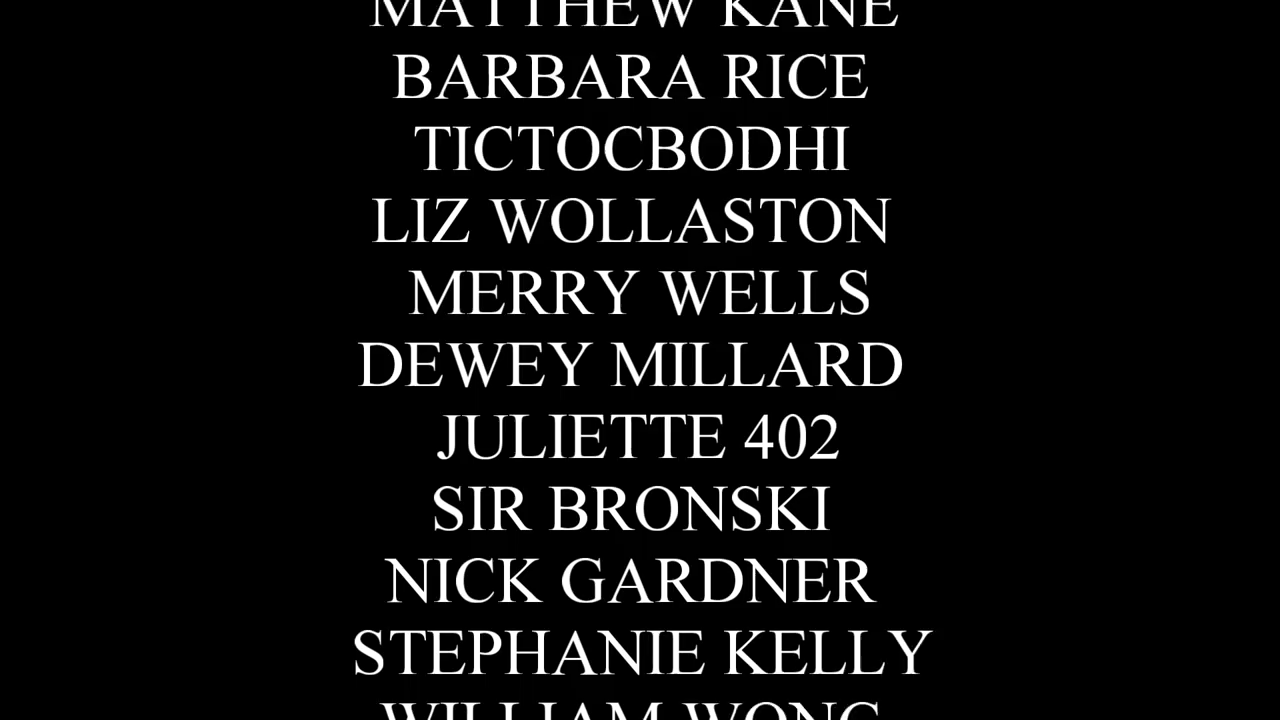 MATTHEW KANE
BARBARA RICE
TICTOCBODHI
LIZ WOLLASTON
MERRY WELLS
DEWEY MILLARD
JULIETTE 402
SIR BRONSKI
NICK GARDNER
STEPHANIE KELLY
WILLIAM WONG